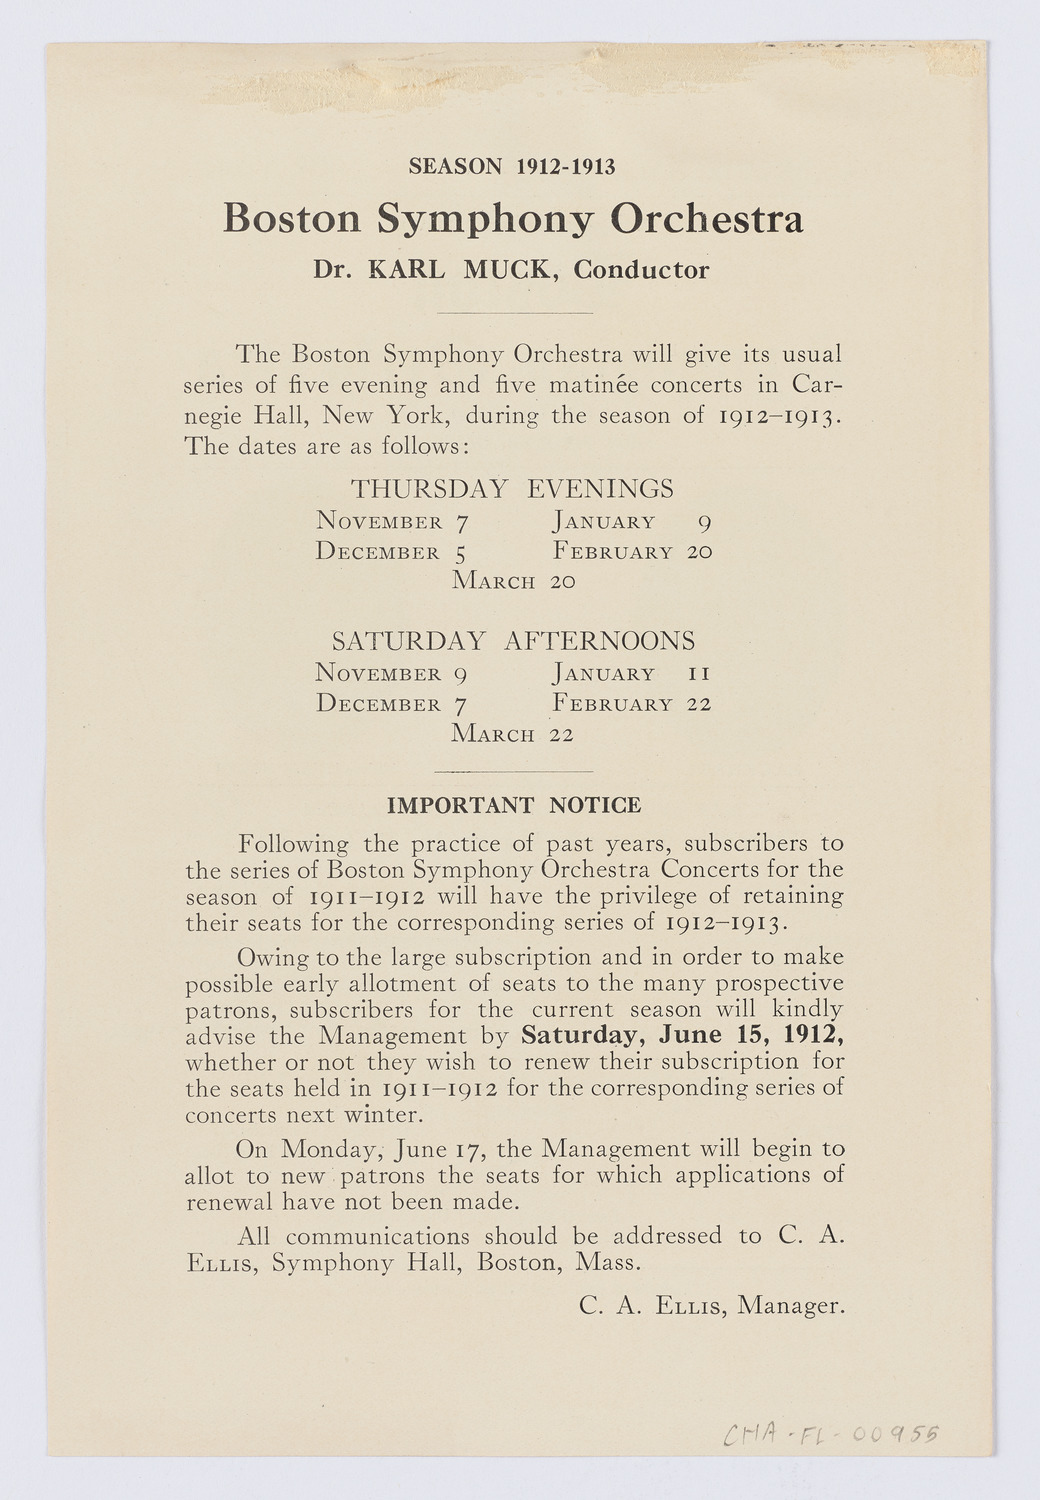 SEASON 1912-1913
Boston Symphony Orchestra
Dr. KARL MUCK, Conductor
The Boston Symphony Orchestra will give its usual
series of five evening and five matinée concerts in Car-
negie Hall, New York, during the season of 1912–1913.
The dates are as follows:
THURSDAY EVENINGS
NOVEMBER 7 JANUARY 9
DECEMBER 5 FEBRUARY 20
MARCH 20
SATURDAY AFTERNOONS
NOVEMBER 9 JANUARY 11
DECEMBER 7 FEBRUARY 22
MARCH 22
IMPORTANT NOTICE
Following the practice of past years, subscribers to
the series of Boston Symphony Orchestra Concerts for the
season of 1911–1912 will have the privilege of retaining
their seats for the corresponding series of 1912–1913.
Owing to the large subscription and in order to make
possible early allotment of seats to the many prospective
patrons, subscribers for the current season will kindly
advise the Management by Saturday, June 15, 1912,
whether or not they wish to renew their subscription for
the seats held in 1911–1912 for the corresponding series of
concerts next winter.
On Monday, June 17, the Management will begin to
allot to new patrons the seats for which applications of
renewal have not been made.
All communications should be addressed to C. A.
ELLIS, Symphony Hall, Boston, Mass.
C. A. ELLIS, Manager.
CHA-FL-00955